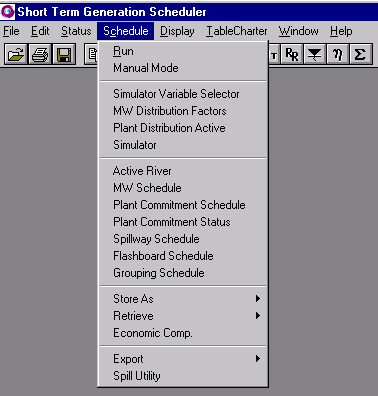 Short Term Generation Scheduler
File Edit Status Schedule Display TableCharter Window Help
T RR η Σ
Run
Manual Mode
Simulator Variable Selector
MW Distribution Factors
Plant Distribution Active
Simulator
Active River
MW Schedule
Plant Commitment Schedule
Plant Commitment Status
Spillway Schedule
Flashboard Schedule
Grouping Schedule
Store As
Retrieve
Economic Comp.
Export
Spill Utility